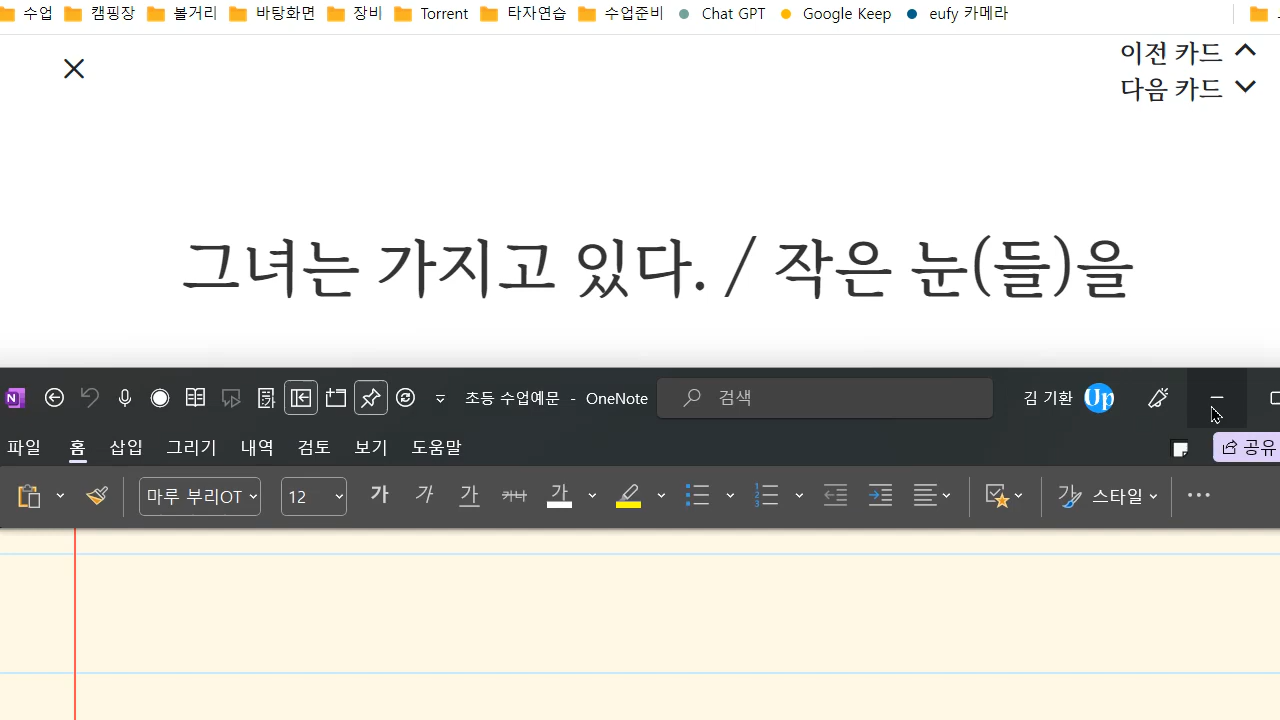 수업 캠핑장 볼거리 바탕화면 장비 Torrent 타자연습 수업준비 Chat GPT Google Keep eufy 카메라
이전 카드
다음 카드
그녀는 가지고 있다. / 작은 눈(들)을
초등 수업예문 - OneNote 검색 김 기환 Up
파일 홈 삽입 그리기 내역 검토 보기 도움말 공유
마루 부리OT 12 가 가 가 가나 가 가 스타일